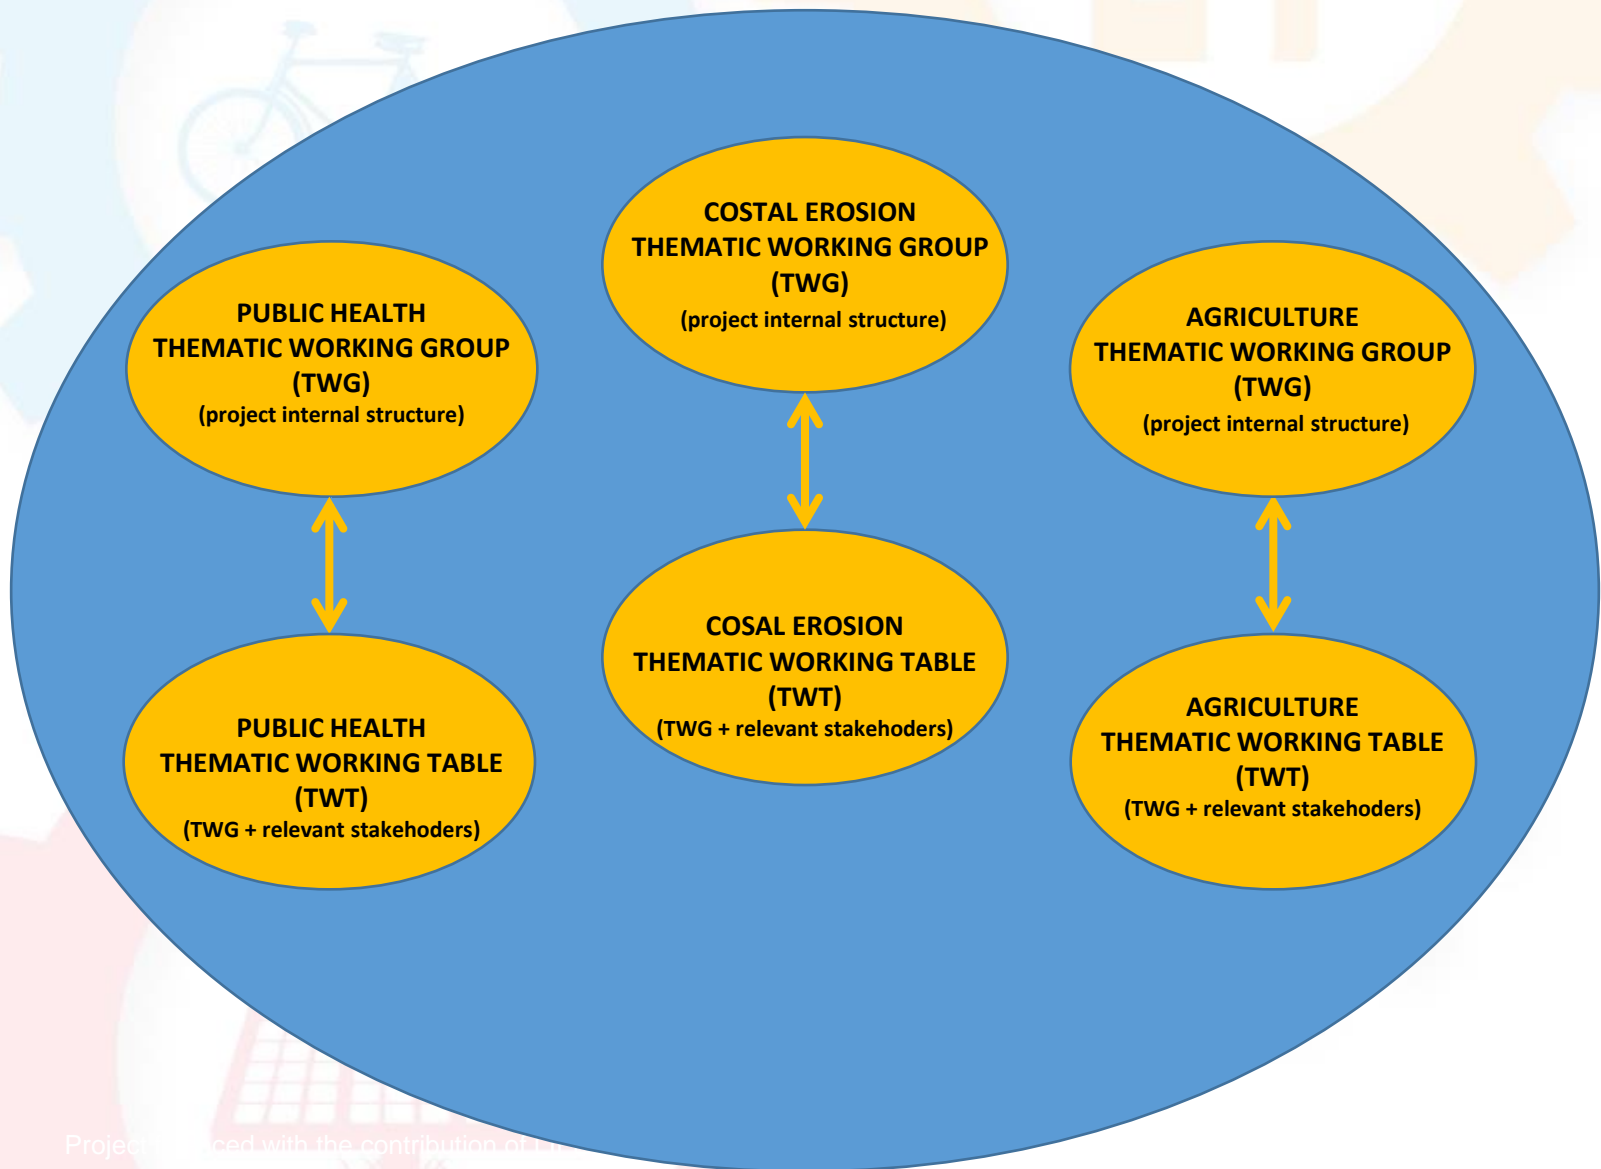 COSTAL EROSION
THEMATIC WORKING GROUP
(TWG)
(project internal structure)
PUBLIC HEALTH
THEMATIC WORKING GROUP
(TWG)
(project internal structure)
AGRICULTURE
THEMATIC WORKING GROUP
(TWG)
(project internal structure)
COSAL EROSION
THEMATIC WORKING TABLE
(TWT)
(TWG + relevant stakehoders)
PUBLIC HEALTH
THEMATIC WORKING TABLE
(TWT)
(TWG + relevant stakehoders)
AGRICULTURE
THEMATIC WORKING TABLE
(TWT)
(TWG + relevant stakehoders)
with the contribution of